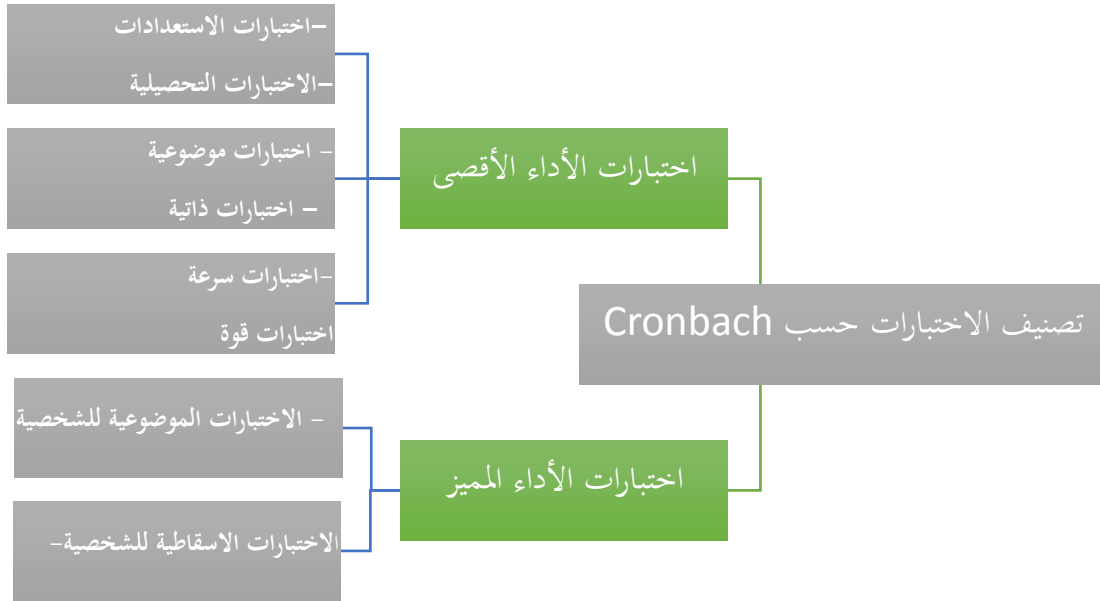 تصنيف الاختبارات حسب Cronbach
اختبارات الأداء الأقصى
–اختبارات الاستعدادات
–الاختبارات التحصيلية
- اختبارات موضوعية
– اختبارات ذاتية
-اختبارات سرعة
اختبارات قوة
اختبارات الأداء المميز
- الاختبارات الموضوعية للشخصية
الاختبارات الاسقاطية للشخصية-